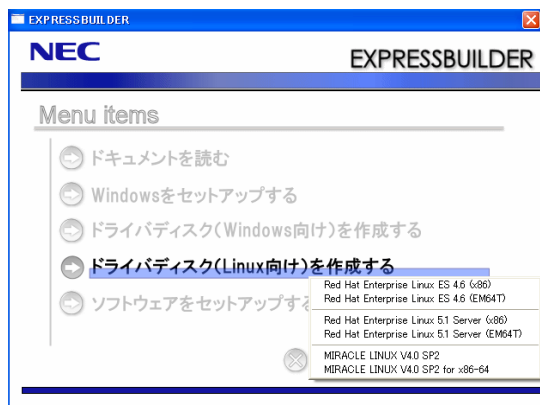 EXPRESSBUILDER
NEC
EXPRESSBUILDER
Menu items
ドキュメントを読む
Windowsをセットアップする
ドライバディスク(Windows向け)を作成する
ドライバディスク(Linux向け)を作成する
ソフトウェアをセットアップする
Red Hat Enterprise Linux ES 4.6 (x86)
Red Hat Enterprise Linux ES 4.6 (EM64T)
Red Hat Enterprise Linux 5.1 Server (x86)
Red Hat Enterprise Linux 5.1 Server (EM64T)
MIRACLE LINUX V4.0 SP2
MIRACLE LINUX V4.0 SP2 for x86-64